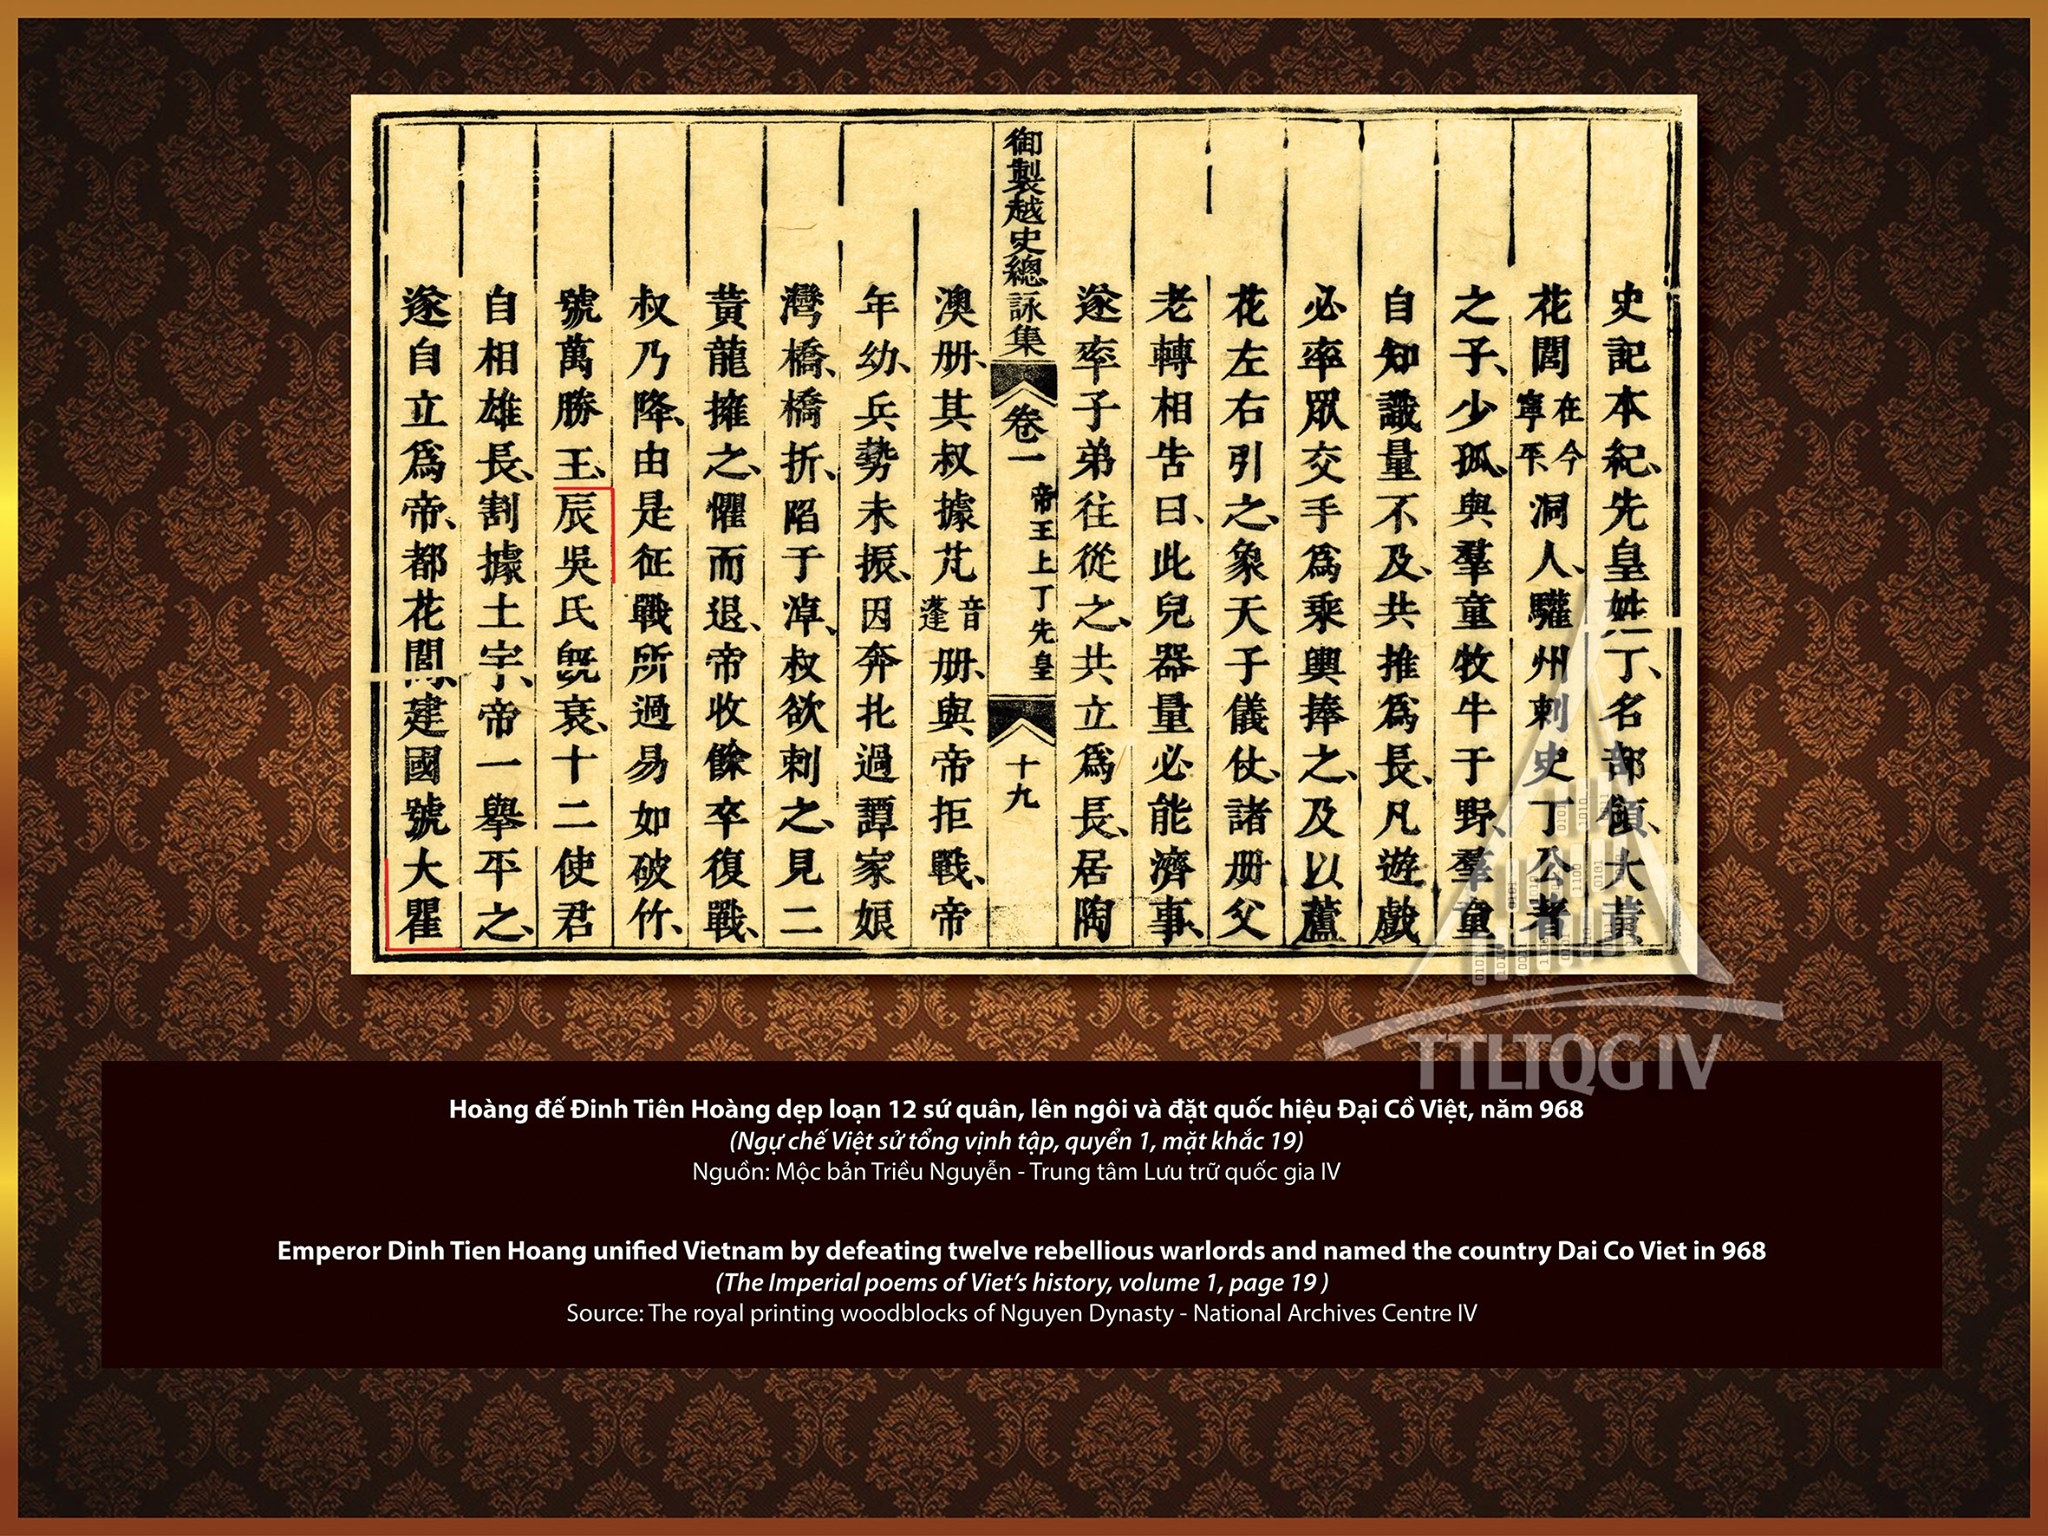 史記本紀先皇姓丁名部領大黃
花閭在今寧平洞人驩州刺史丁公著
之子少孤與羣童牧牛于野羣童
自知識量不及共推爲長凡遊戲
必率眾交手爲乘輿捧之及以蘆
花左右引之象天子儀仗諸册父
老轉相告曰此兒器量必能濟事
遂率子弟往從之共立爲長居陶
御製越史總詠集 卷一 帝王上丁先皇 十九
澳册其叔據芃音蓬册與帝拒戰帝
年幼兵勢未振因奔北過譚家娘
灣橋橋折陷于淖叔欲刺之見二
黃龍擁之懼而退帝收餘卒復戰
叔乃降由是征戰所過易如破竹
號萬勝王辰吳氏既衰十二使君
自相雄長割據土宇帝一舉平之
遂自立爲帝都花閭建國號大瞿
TTLTQG IV
Hoàng đế Đinh Tiên Hoàng dẹp loạn 12 sứ quân, lên ngôi và đặt quốc hiệu Đại Cồ Việt, năm 968
(Ngự chế Việt sử tổng vịnh tập, quyển 1, mặt khắc 19)
Nguồn: Mộc bản Triều Nguyễn - Trung tâm Lưu trữ quốc gia IV
Emperor Dinh Tien Hoang unified Vietnam by defeating twelve rebellious warlords and named the country Dai Co Viet in 968
(The Imperial poems of Viet's history, volume 1, page 19 )
Source: The royal printing woodblocks of Nguyen Dynasty - National Archives Centre IV